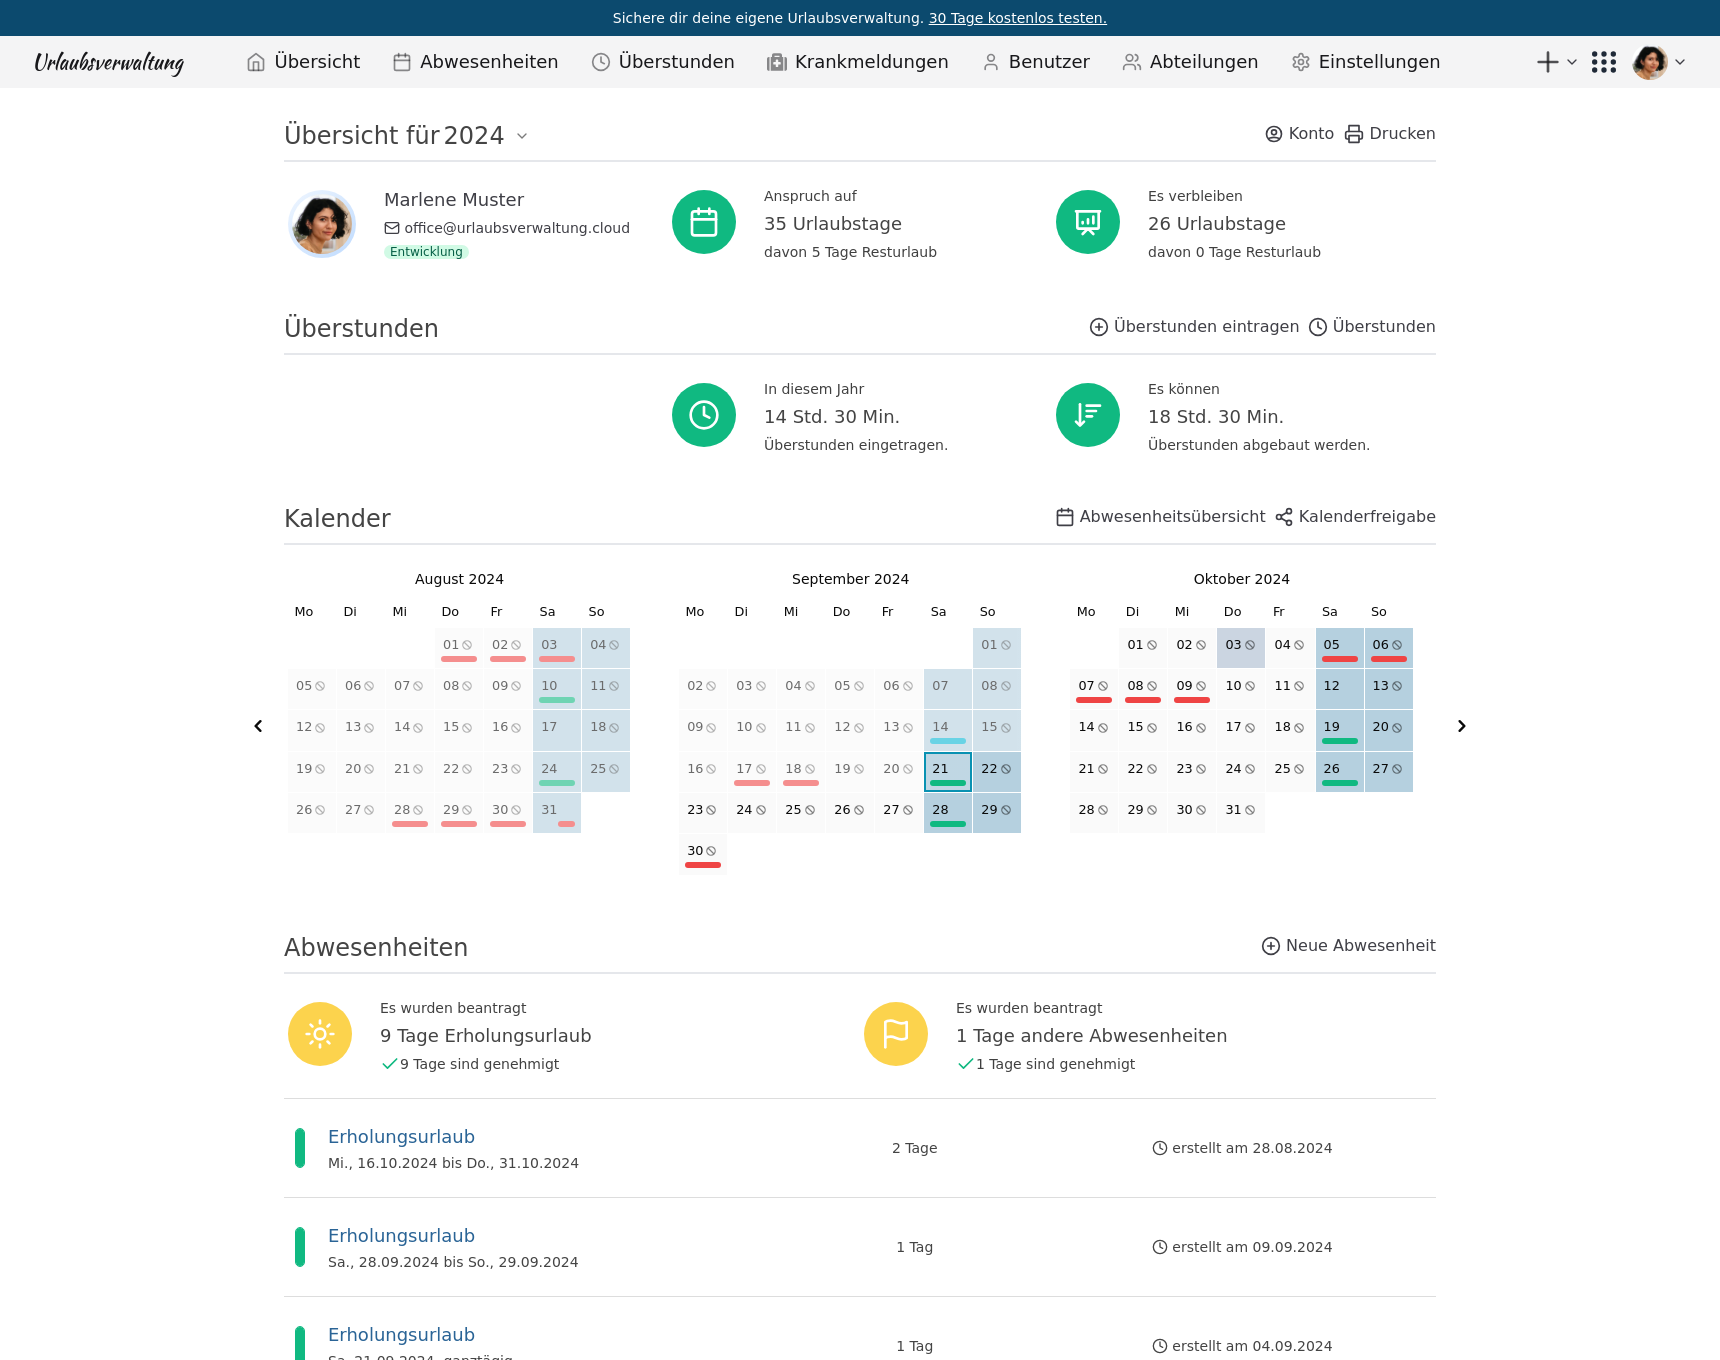 Sichere dir deine eigene Urlaubsverwaltung. 30 Tage kostenlos testen.
Urlaubsverwaltung Übersicht Abwesenheiten Überstunden Krankmeldungen Benutzer Abteilungen Einstellungen
Übersicht für 2024 Konto Drucken
Marlene Muster
office@urlaubsverwaltung.cloud
Entwicklung
Anspruch auf
35 Urlaubstage
davon 5 Tage Resturlaub
Es verbleiben
26 Urlaubstage
davon 0 Tage Resturlaub
Überstunden Überstunden eintragen Überstunden
In diesem Jahr
14 Std. 30 Min.
Überstunden eingetragen.
Es können
18 Std. 30 Min.
Überstunden abgebaut werden.
Kalender Abwesenheitsübersicht Kalenderfreigabe
August 2024
Mo Di Mi Do Fr Sa So
01 02 03 04
05 06 07 08 09 10 11
12 13 14 15 16 17 18
19 20 21 22 23 24 25
26 27 28 29 30 31
September 2024
Mo Di Mi Do Fr Sa So
01
02 03 04 05 06 07 08
09 10 11 12 13 14 15
16 17 18 19 20 21 22
23 24 25 26 27 28 29
30
Oktober 2024
Mo Di Mi Do Fr Sa So
01 02 03 04 05 06
07 08 09 10 11 12 13
14 15 16 17 18 19 20
21 22 23 24 25 26 27
28 29 30 31
Abwesenheiten Neue Abwesenheit
Es wurden beantragt
9 Tage Erholungsurlaub
9 Tage sind genehmigt
Es wurden beantragt
1 Tage andere Abwesenheiten
1 Tage sind genehmigt
Erholungsurlaub
Mi., 16.10.2024 bis Do., 31.10.2024
2 Tage
erstellt am 28.08.2024
Erholungsurlaub
Sa., 28.09.2024 bis So., 29.09.2024
1 Tag
erstellt am 09.09.2024
Erholungsurlaub
Sa., 21.09.2024, ganztägig
1 Tag
erstellt am 04.09.2024